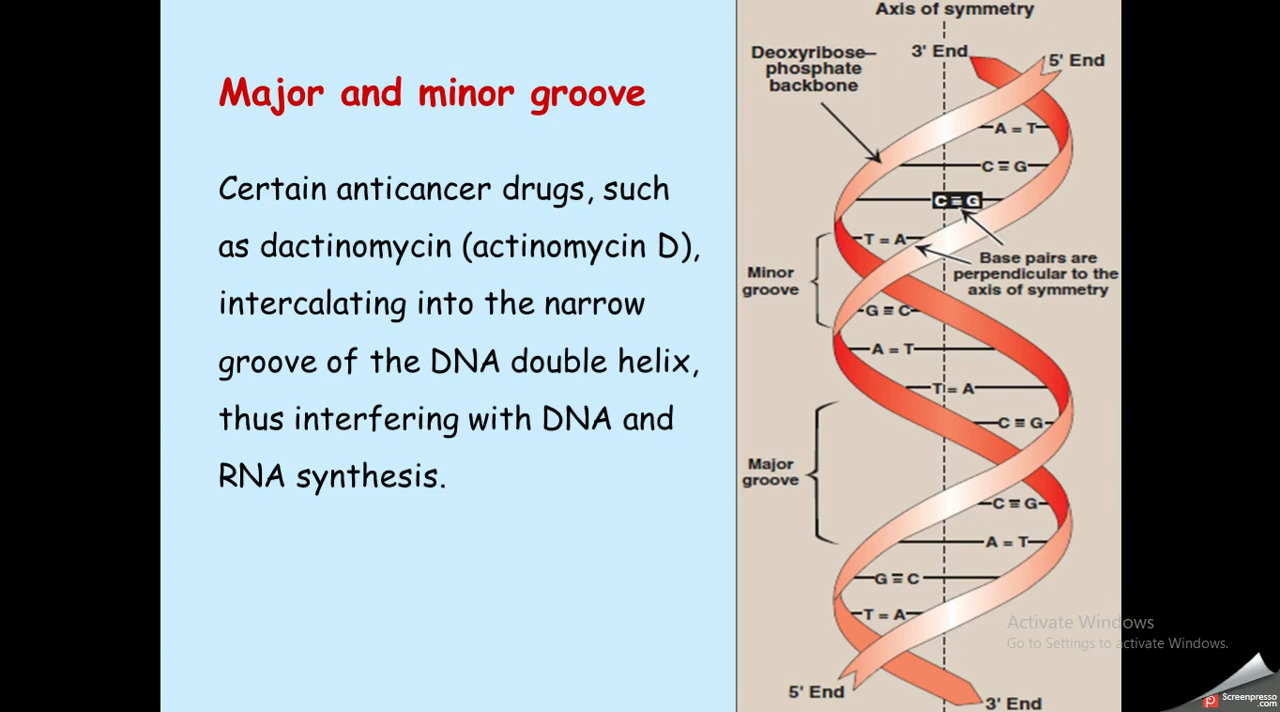 Major and minor groove
Certain anticancer drugs, such
as dactinomycin (actinomycin D),
intercalating into the narrow
groove of the DNA double helix,
thus interfering with DNA and
RNA synthesis.
Axis of symmetry
Deoxyribose–
phosphate
backbone
3' End
5' End
A = T
C ≡ G
C ≡ G
T = A
Base pairs are
perpendicular to the
axis of symmetry
Minor
groove
G ≡ C
A = T
T = A
C ≡ G
Major
groove
C ≡ G
A = T
G ≡ C
T = A
5' End
3' End
Activate Windows
Go to Settings to activate Windows.
Screenpresso
.com